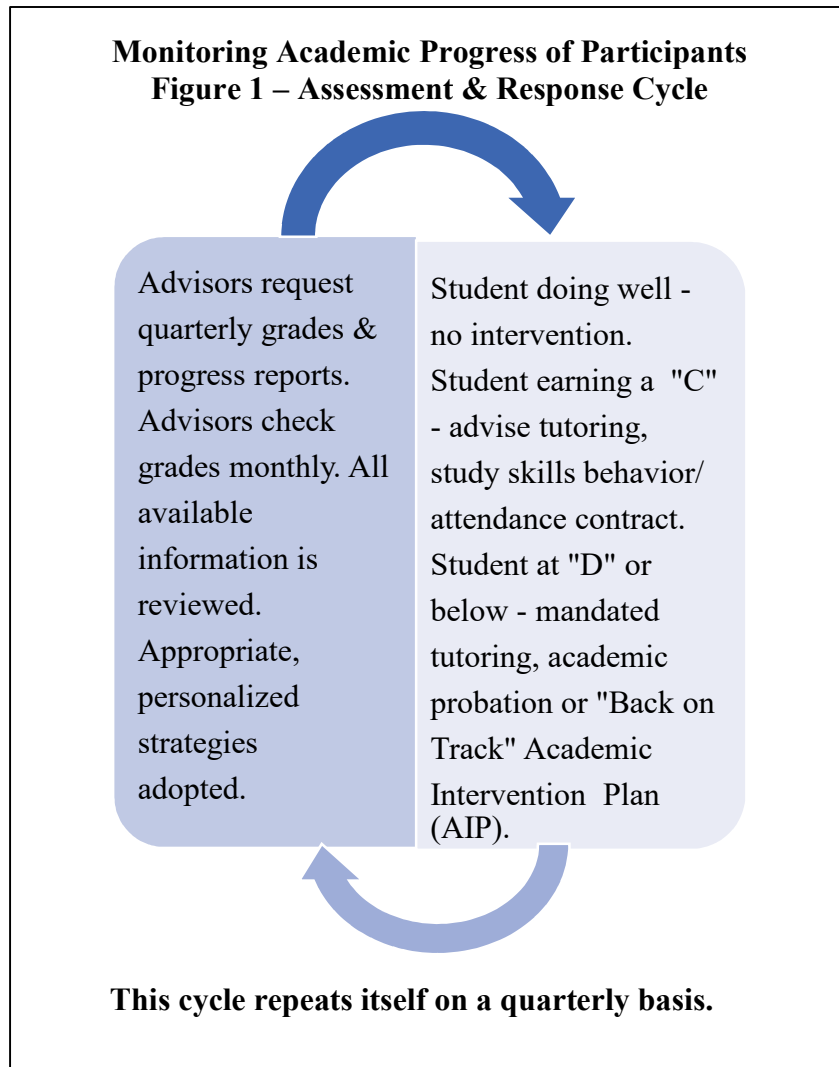 Monitoring Academic Progress of Participants
Figure 1 – Assessment & Response Cycle
Advisors request
quarterly grades &
progress reports.
Advisors check
grades monthly. All
available
information is
reviewed.
Appropriate,
personalized
strategies
adopted.
Student doing well -
no intervention.
Student earning a "C"
- advise tutoring,
study skills behavior/
attendance contract.
Student at "D" or
below - mandated
tutoring, academic
probation or "Back on
Track" Academic
Intervention Plan
(AIP).
This cycle repeats itself on a quarterly basis.